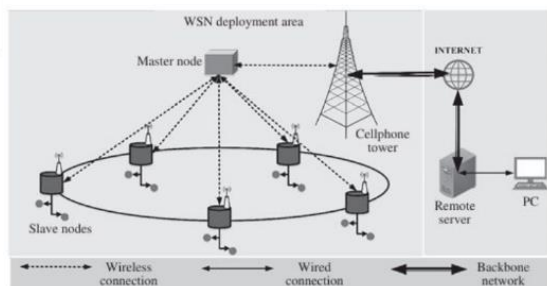 WSN deployment area
Master node
INTERNET
Cellphone
tower
Slave nodes
Remote
server
PC
Wireless
connection
Wired
connection
Backbone
network